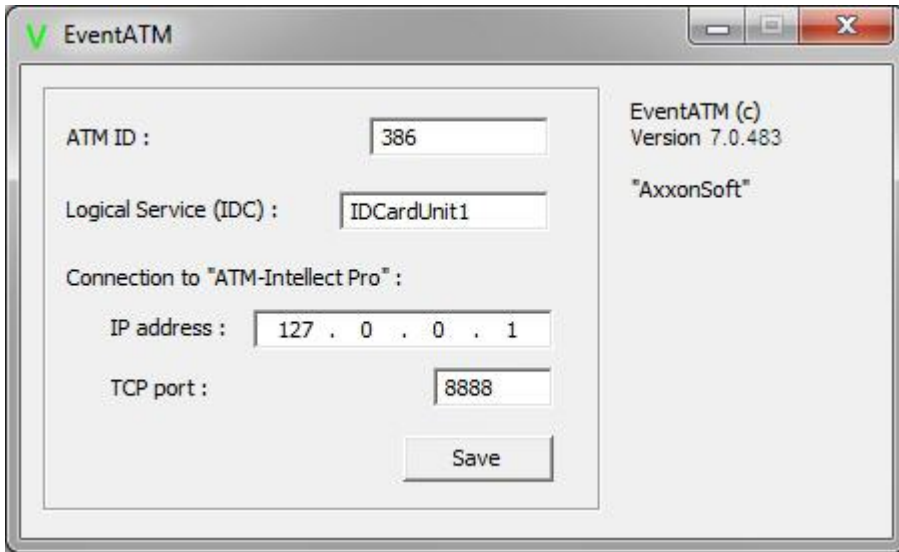 EventATM
ATM ID : 386
Logical Service (IDC) : IDCardUnit1
Connection to "ATM-Intellect Pro" :
IP address : 127 . 0 . 0 . 1
TCP port : 8888
Save
EventATM (c)
Version 7.0.483
"AxxonSoft"